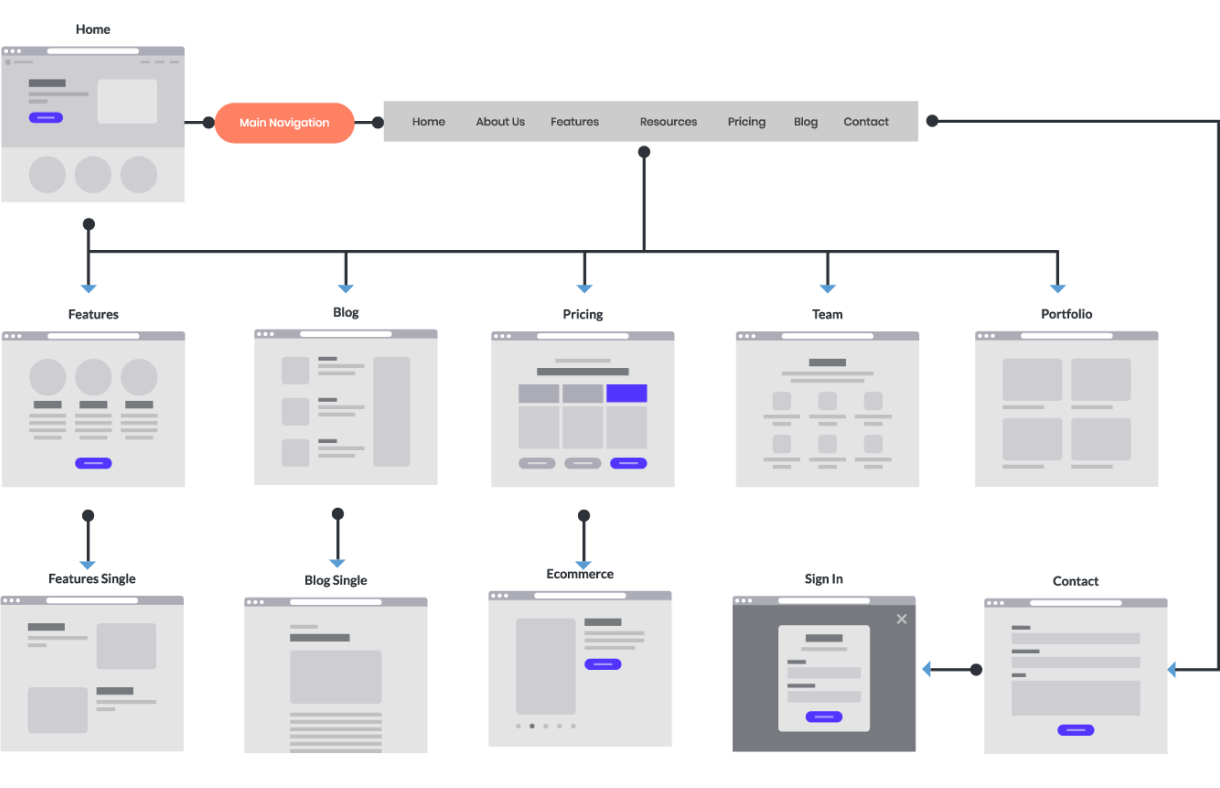 Home
Main Navigation
Home About Us Features Resources Pricing Blog Contact
Features
Blog
Pricing
Team
Portfolio
Features Single
Blog Single
Ecommerce
Sign In
Contact